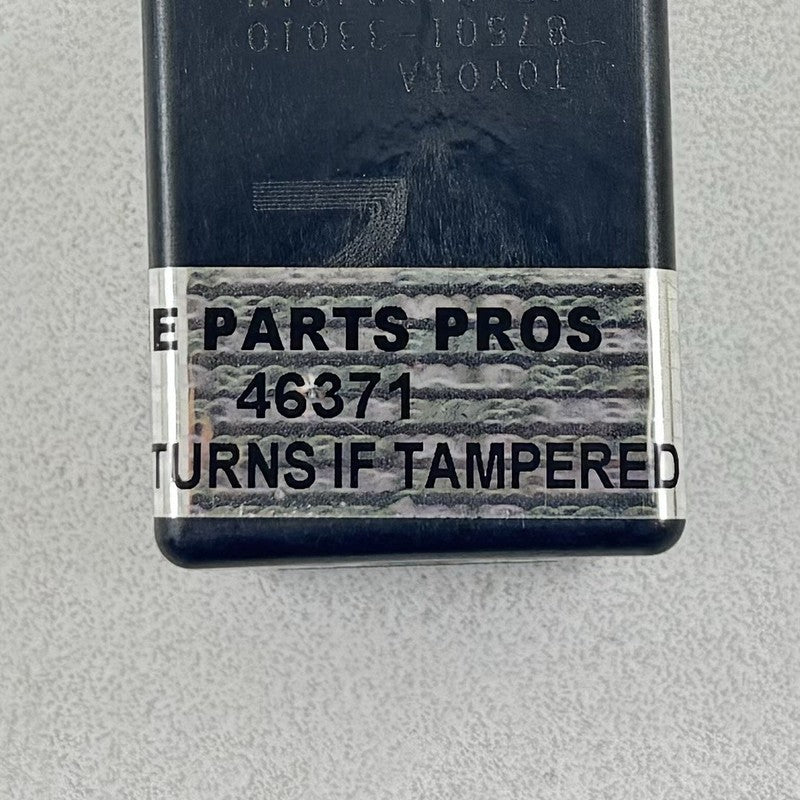 TOYOTA
87501-33010
E PARTS PROS
46371
TURNS IF TAMPERED